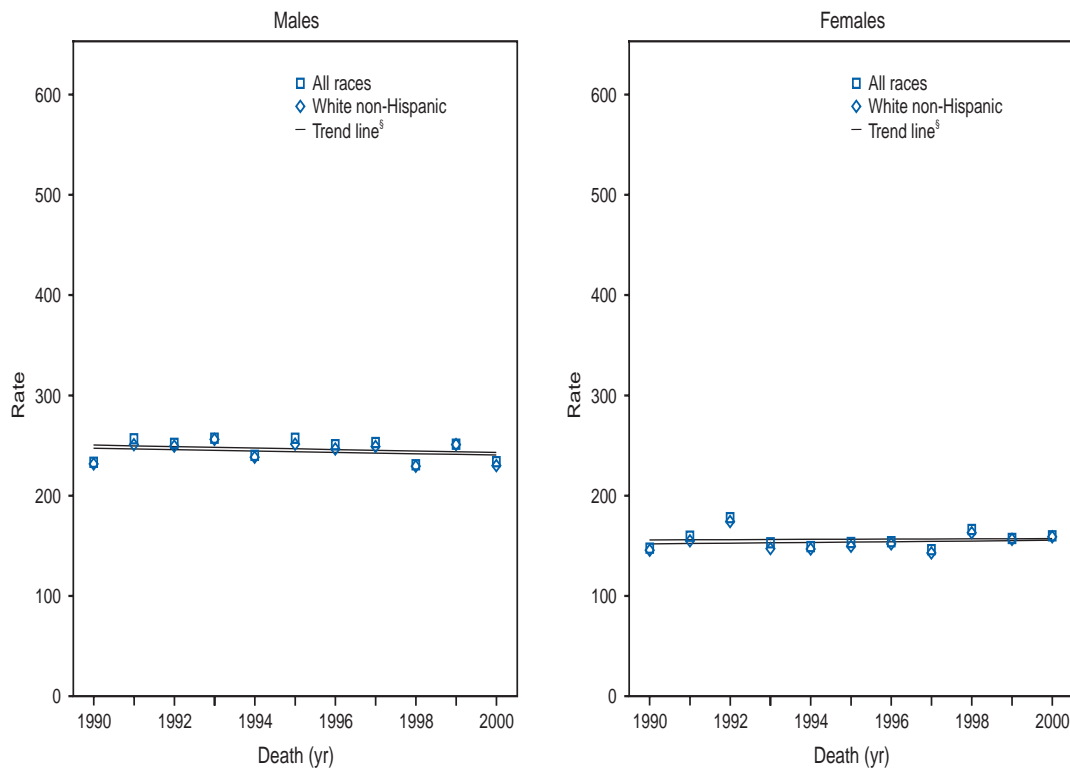 Males
All races
White non-Hispanic
Trend line§
600
500
400
300
200
100
0
Rate
1990
1992
1994
1996
1998
2000
Death (yr)
Females
All races
White non-Hispanic
Trend line§
600
500
400
300
200
100
0
Rate
1990
1992
1994
1996
1998
2000
Death (yr)